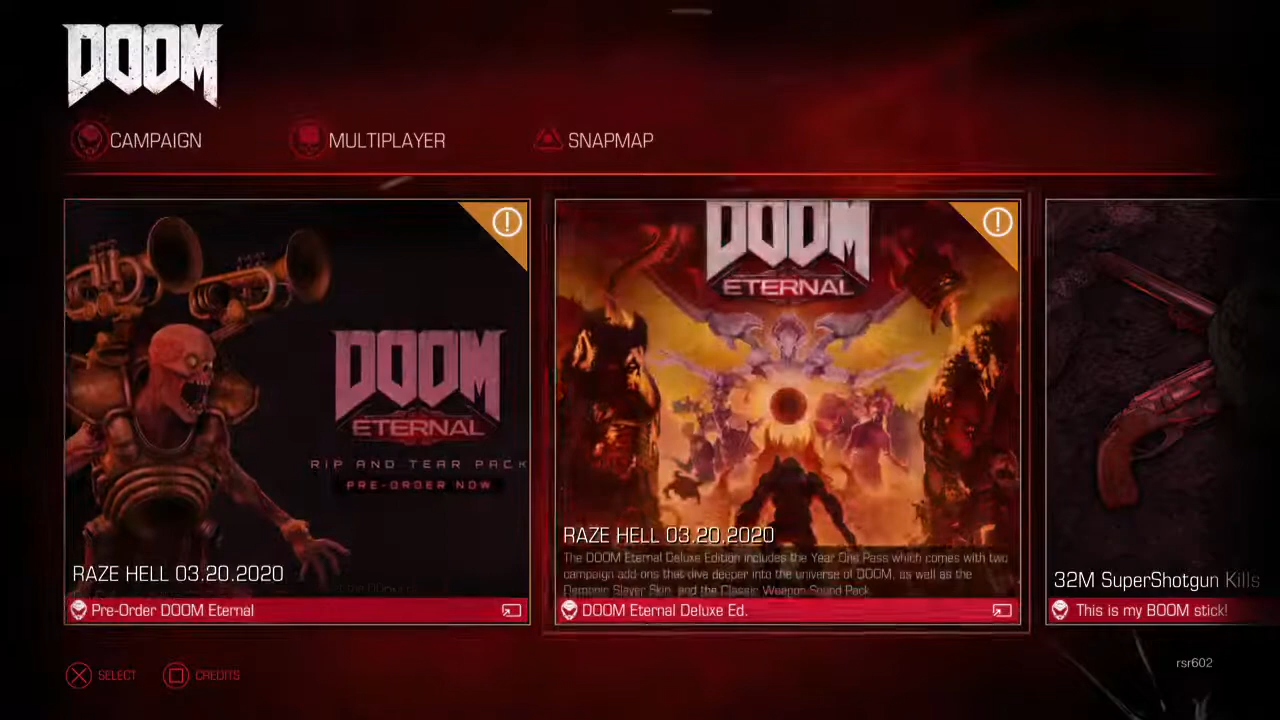 DOOM
CAMPAIGN
MULTIPLAYER
SNAPMAP
DOOM
ETERNAL
RIP AND TEAR PACK
PRE-ORDER NOW
RAZE HELL 03.20.2020
Pre-Order DOOM Eternal
DOOM
ETERNAL
RAZE HELL 03.20.2020
The DOOM Eternal Deluxe Edition includes the Year One Pass which comes with two
campaign add-ons that dive deeper into the universe of DOOM, as well as the
Demonic Slayer Skin, and the Classic Weapon Sound Pack.
DOOM Eternal Deluxe Ed.
32M SuperShotgun Kills
This is my BOOM stick!
SELECT
CREDITS
rsr602